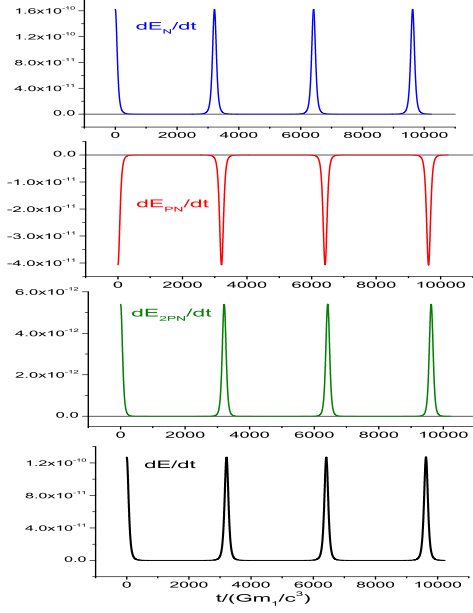 1.6x10⁻¹⁰
dE_N/dt
1.2x10⁻¹⁰
8.0x10⁻¹¹
4.0x10⁻¹¹
0.0
0 2000 4000 6000 8000 10000
0.0
-1.0x10⁻¹¹
dE_PN/dt
-2.0x10⁻¹¹
-3.0x10⁻¹¹
-4.0x10⁻¹¹
0 2000 4000 6000 8000 10000
6.0x10⁻¹²
dE_2PN/dt
4.0x10⁻¹²
2.0x10⁻¹²
0.0
0 2000 4000 6000 8000 10000
dE/dt
1.2x10⁻¹⁰
8.0x10⁻¹¹
4.0x10⁻¹¹
0.0
0 2000 4000 6000 8000 10000
t/(Gm₁/c³)